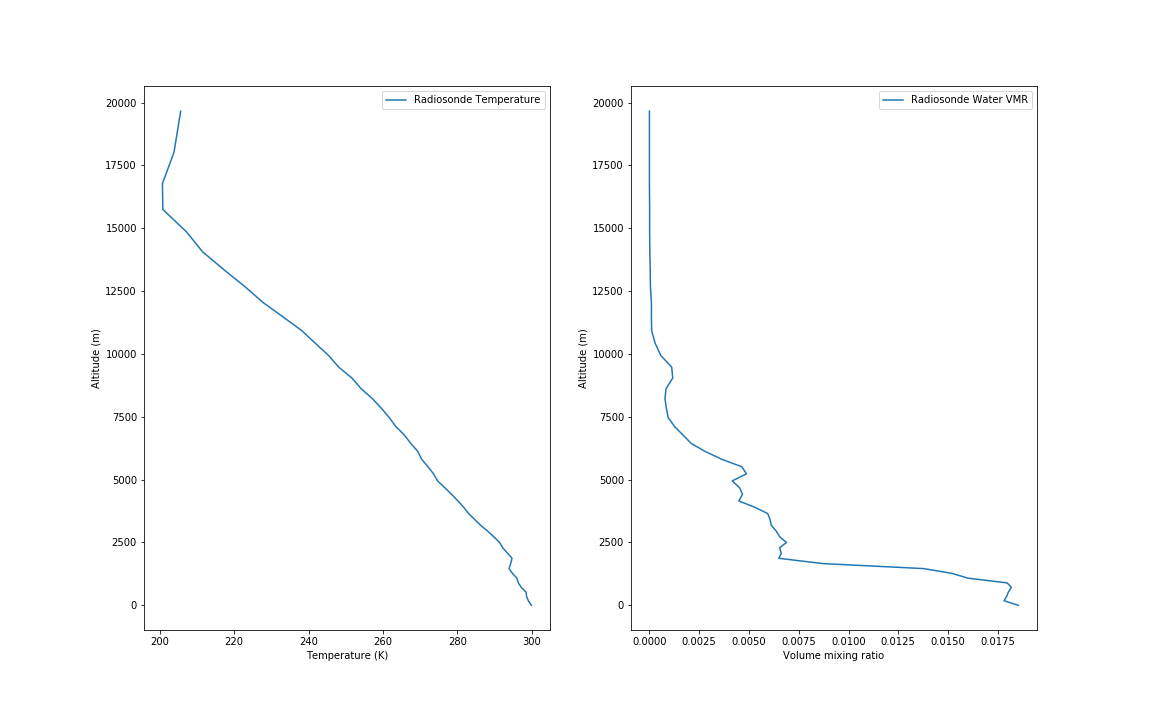 Radiosonde Temperature
20000
17500
15000
12500
10000
7500
5000
2500
0
Altitude (m)
200 220 240 260 280 300
Temperature (K)
Radiosonde Water VMR
20000
17500
15000
12500
10000
7500
5000
2500
0
Altitude (m)
0.0000 0.0025 0.0050 0.0075 0.0100 0.0125 0.0150 0.0175
Volume mixing ratio